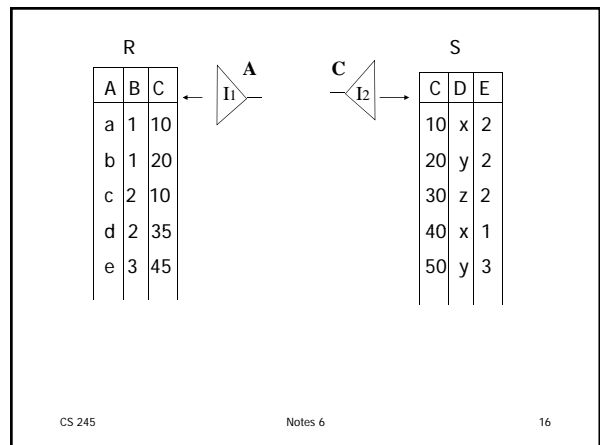 R S
A C
I1 I2
A B C C D E
a 1 10 10 x 2
b 1 20 20 y 2
c 2 10 30 z 2
d 2 35 40 x 1
e 3 45 50 y 3
CS 245 Notes 6 16